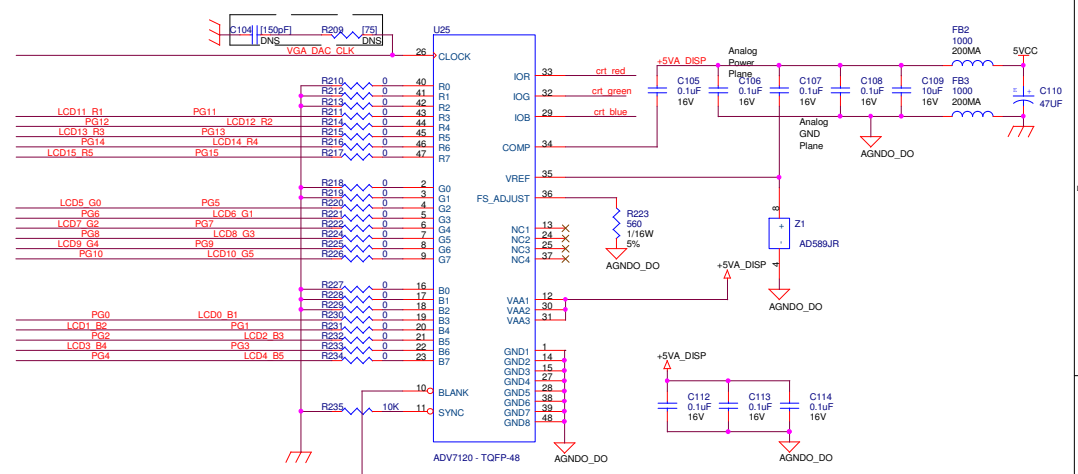 C104 [150pF] R209 [75]
DNS DNS
VGA_DAC_CLK
U25
26 CLOCK
R210 0 40 R0
R212 0 41 R1
R213 0 42 R2
LCD11_R1 PG11 R211 0 43 R3
PG12 LCD12_R2 R214 0 44 R4
LCD13_R3 PG13 R215 0 45 R5
PG14 LCD14_R4 R216 0 46 R6
LCD15_R5 PG15 R217 0 47 R7
R218 0 2 G0
R219 0 3 G1
LCD5_G0 PG5 R220 0 4 G2
PG6 LCD6_G1 R221 0 5 G3
LCD7_G2 PG7 R222 0 6 G4
PG8 LCD8_G3 R224 0 7 G5
LCD9_G4 PG9 R225 0 8 G6
PG10 LCD10_G5 R226 0 9 G7
R227 0 16 B0
R228 0 17 B1
R229 0 18 B2
PG0 LCD0_B1 R230 0 19 B3
LCD1_B2 PG1 R231 0 20 B4
PG2 LCD2_B3 R232 0 21 B5
LCD3_B4 PG3 R233 0 22 B6
PG4 LCD4_B5 R234 0 23 B7
10 BLANK
R235 10K 11 SYNC
IOR 33 crt_red
IOG 32 crt_green
IOB 29 crt_blue
COMP 34
VREF 35
FS_ADJUST 36
NC1 13
NC2 24
NC3 25
NC4 37
VAA1 12
VAA2 30
VAA3 31
GND1 1
GND2 14
GND3 15
GND4 27
GND5 28
GND6 38
GND7 39
GND8 48
ADV7120 - TQFP-48
AGNDO_DO
R223
560
1/16W
5%
AGNDO_DO
+5VA_DISP
Analog
Power
Plane
C105
0.1uF
16V
C106
0.1uF
16V
C107
0.1uF
16V
C108
0.1uF
16V
C109
10uF
16V
Analog
GND
Plane
AGNDO_DO
FB2
1000
200MA
FB3
1000
200MA
5VCC
C110
47UF
8
Z1
AD589JR
4
AGNDO_DO
+5VA_DISP
+5VA_DISP
C112
0.1uF
16V
C113
0.1uF
16V
C114
0.1uF
16V
AGNDO_DO